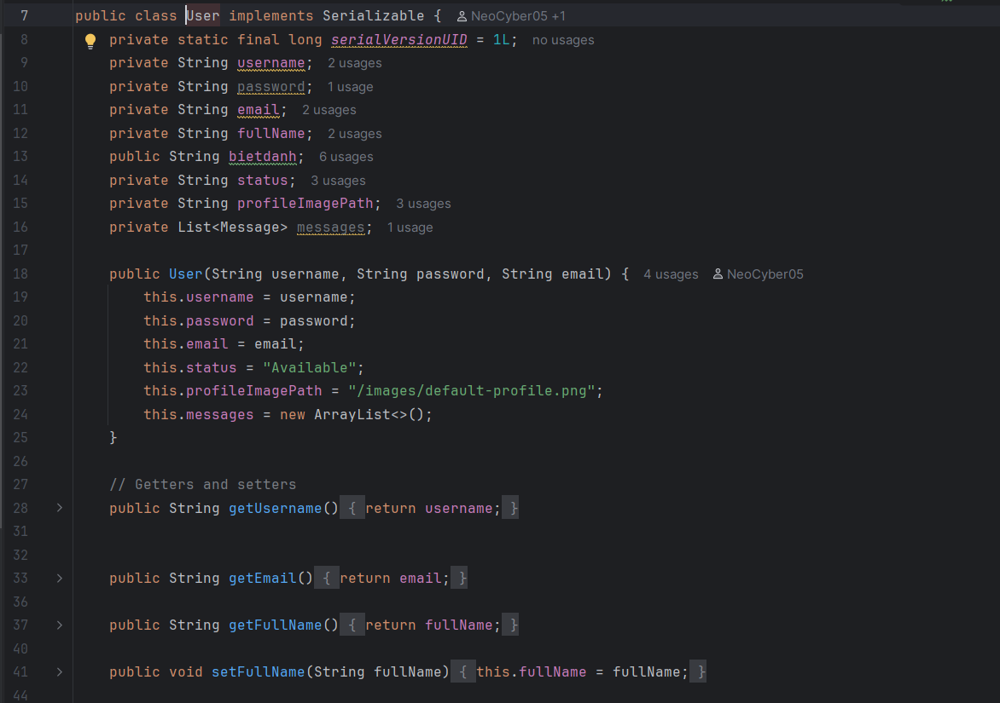 7 public class User implements Serializable { NeoCyber05 +1
8 private static final long serialVersionUID = 1L; no usages
9 private String username; 2 usages
10 private String password; 1 usage
11 private String email; 2 usages
12 private String fullName; 2 usages
13 public String bietdanh; 6 usages
14 private String status; 3 usages
15 private String profileImagePath; 3 usages
16 private List<Message> messages; 1 usage
17
18 public User(String username, String password, String email) { 4 usages NeoCyber05
19 this.username = username;
20 this.password = password;
21 this.email = email;
22 this.status = "Available";
23 this.profileImagePath = "/images/default-profile.png";
24 this.messages = new ArrayList<>();
25 }
26
27 // Getters and setters
28 public String getUsername() { return username; }
31
32
33 public String getEmail() { return email; }
36
37 public String getFullName() { return fullName; }
40
41 public void setFullName(String fullName) { this.fullName = fullName; }
44